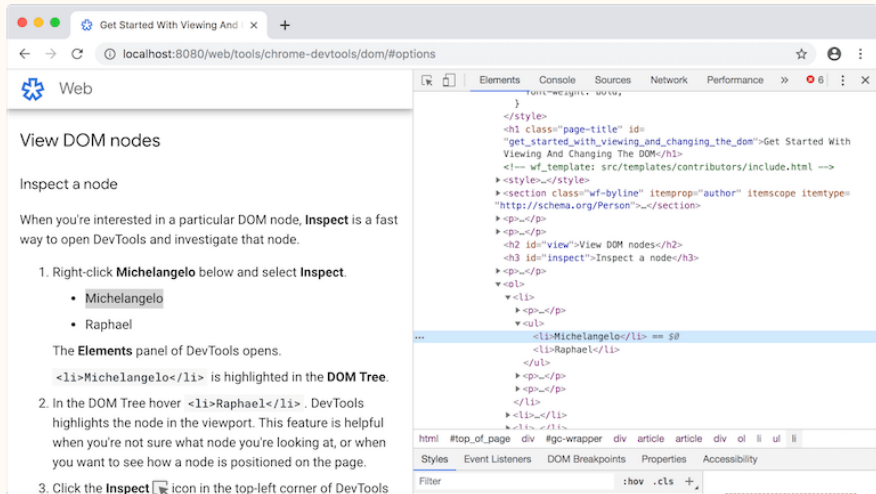 Get Started With Viewing And
localhost:8080/web/tools/chrome-devtools/dom/#options
Web
View DOM nodes
Inspect a node
When you're interested in a particular DOM node, Inspect is a fast
way to open DevTools and investigate that node.
1. Right-click Michelangelo below and select Inspect.
• Michelangelo
• Raphael
The Elements panel of DevTools opens.
<li>Michelangelo</li> is highlighted in the DOM Tree.
2. In the DOM Tree hover <li>Raphael</li>. DevTools
highlights the node in the viewport. This feature is helpful
when you're not sure what node you're looking at, or when
you want to see how a node is positioned on the page.
3. Click the Inspect icon in the top-left corner of DevTools
Elements Console Sources Network Performance » 6
font-weight: bold;
}
</style>
<h1 class="page-title" id=
"get_started_with_viewing_and_changing_the_dom">Get Started With
Viewing And Changing The DOM</h1>
<!-- wf_template: src/templates/contributors/include.html -->
<style>…</style>
<section class="wf-byline" itemprop="author" itemscope itemtype=
"http://schema.org/Person">…</section>
<p>…</p>
<p>…</p>
<h2 id="view">View DOM nodes</h2>
<h3 id="inspect">Inspect a node</h3>
<p>…</p>
<ol>
<li>
<p>…</p>
<ul>
… <li>Michelangelo</li> == $0
<li>Raphael</li>
</ul>
<p>…</p>
<p>…</p>
</li>
<li>…</li>
<li>…</li>
html #top_of_page div #gc-wrapper div article article div ol li ul li
Styles Event Listeners DOM Breakpoints Properties Accessibility
Filter :hov .cls +